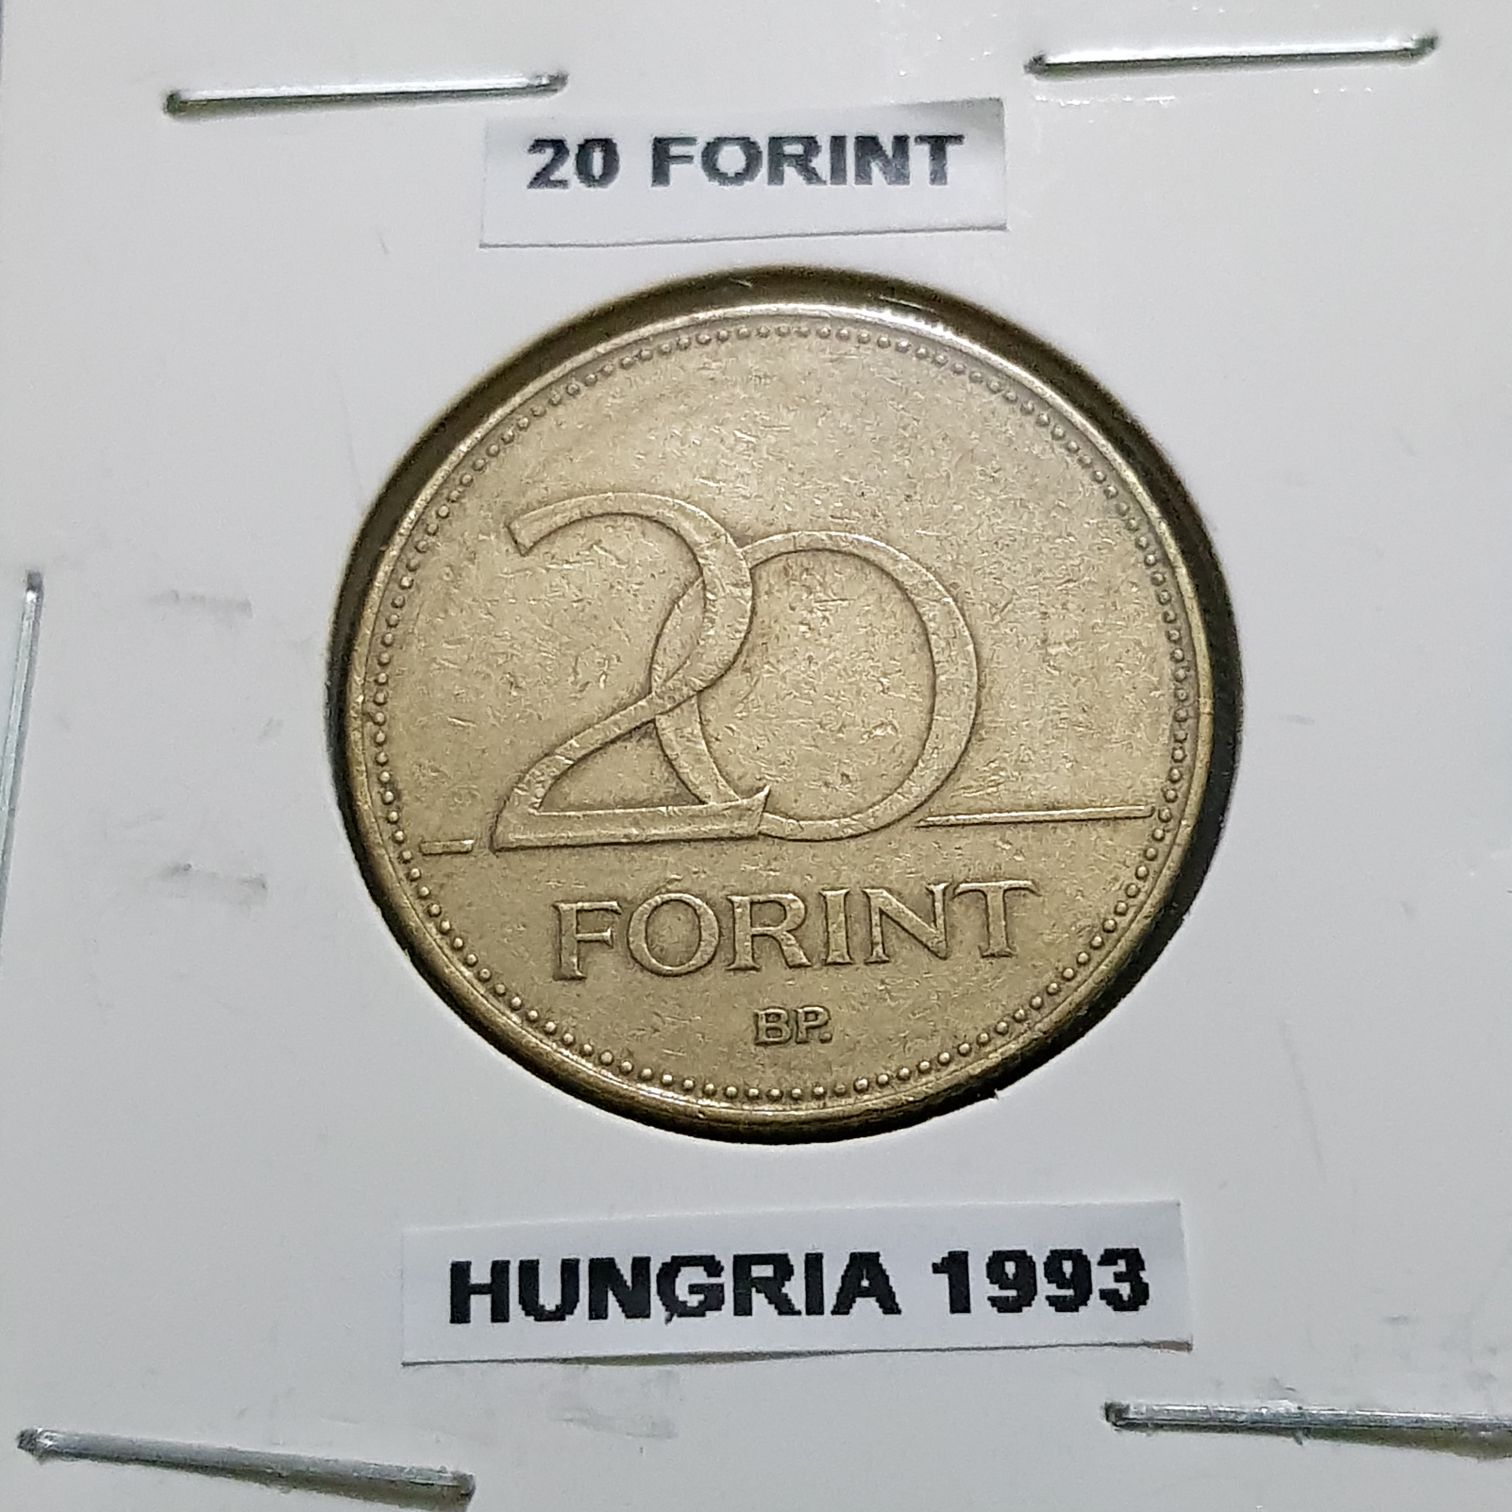 20 FORINT
20
FORINT
BP.
HUNGRIA 1993